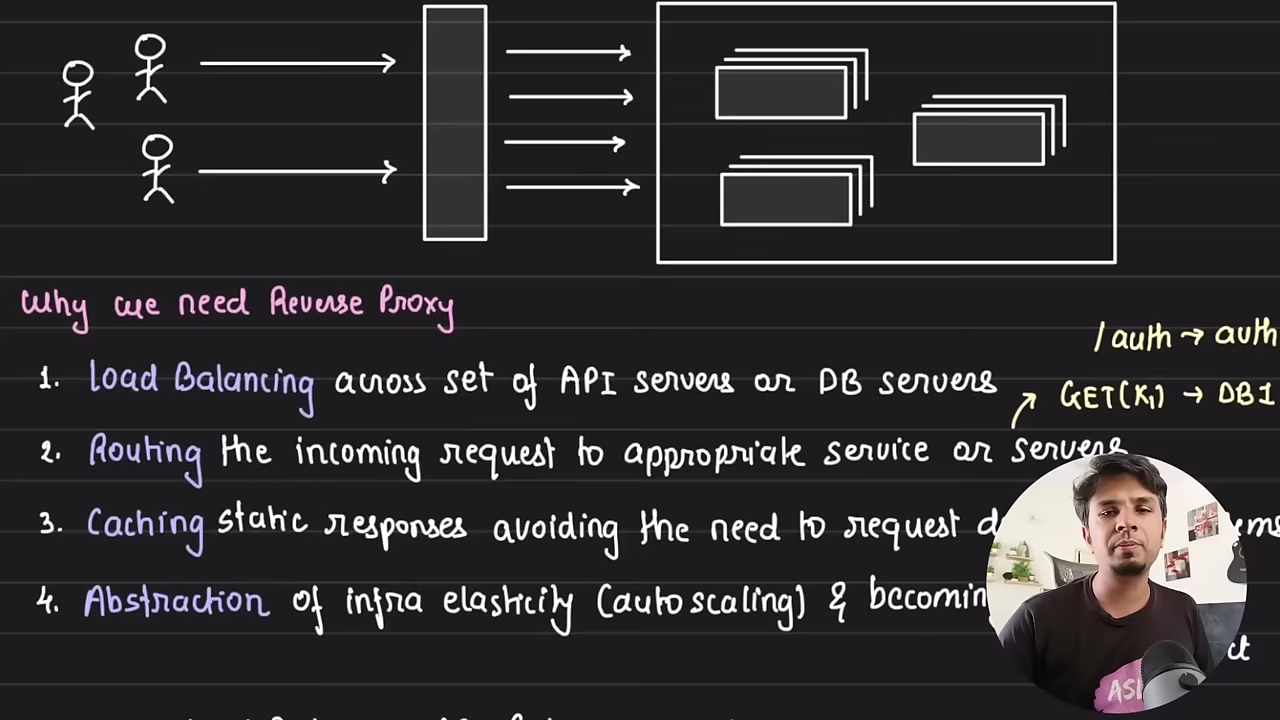 Why we need Reverse Proxy
/auth → auth
1. Load Balancing across set of API servers or DB servers
GET(K₁) → DB1
2. Routing the incoming request to appropriate service or servers
3. Caching static responses avoiding the need to request
4. Abstraction of infra elasticity (autoscaling) &
ASI